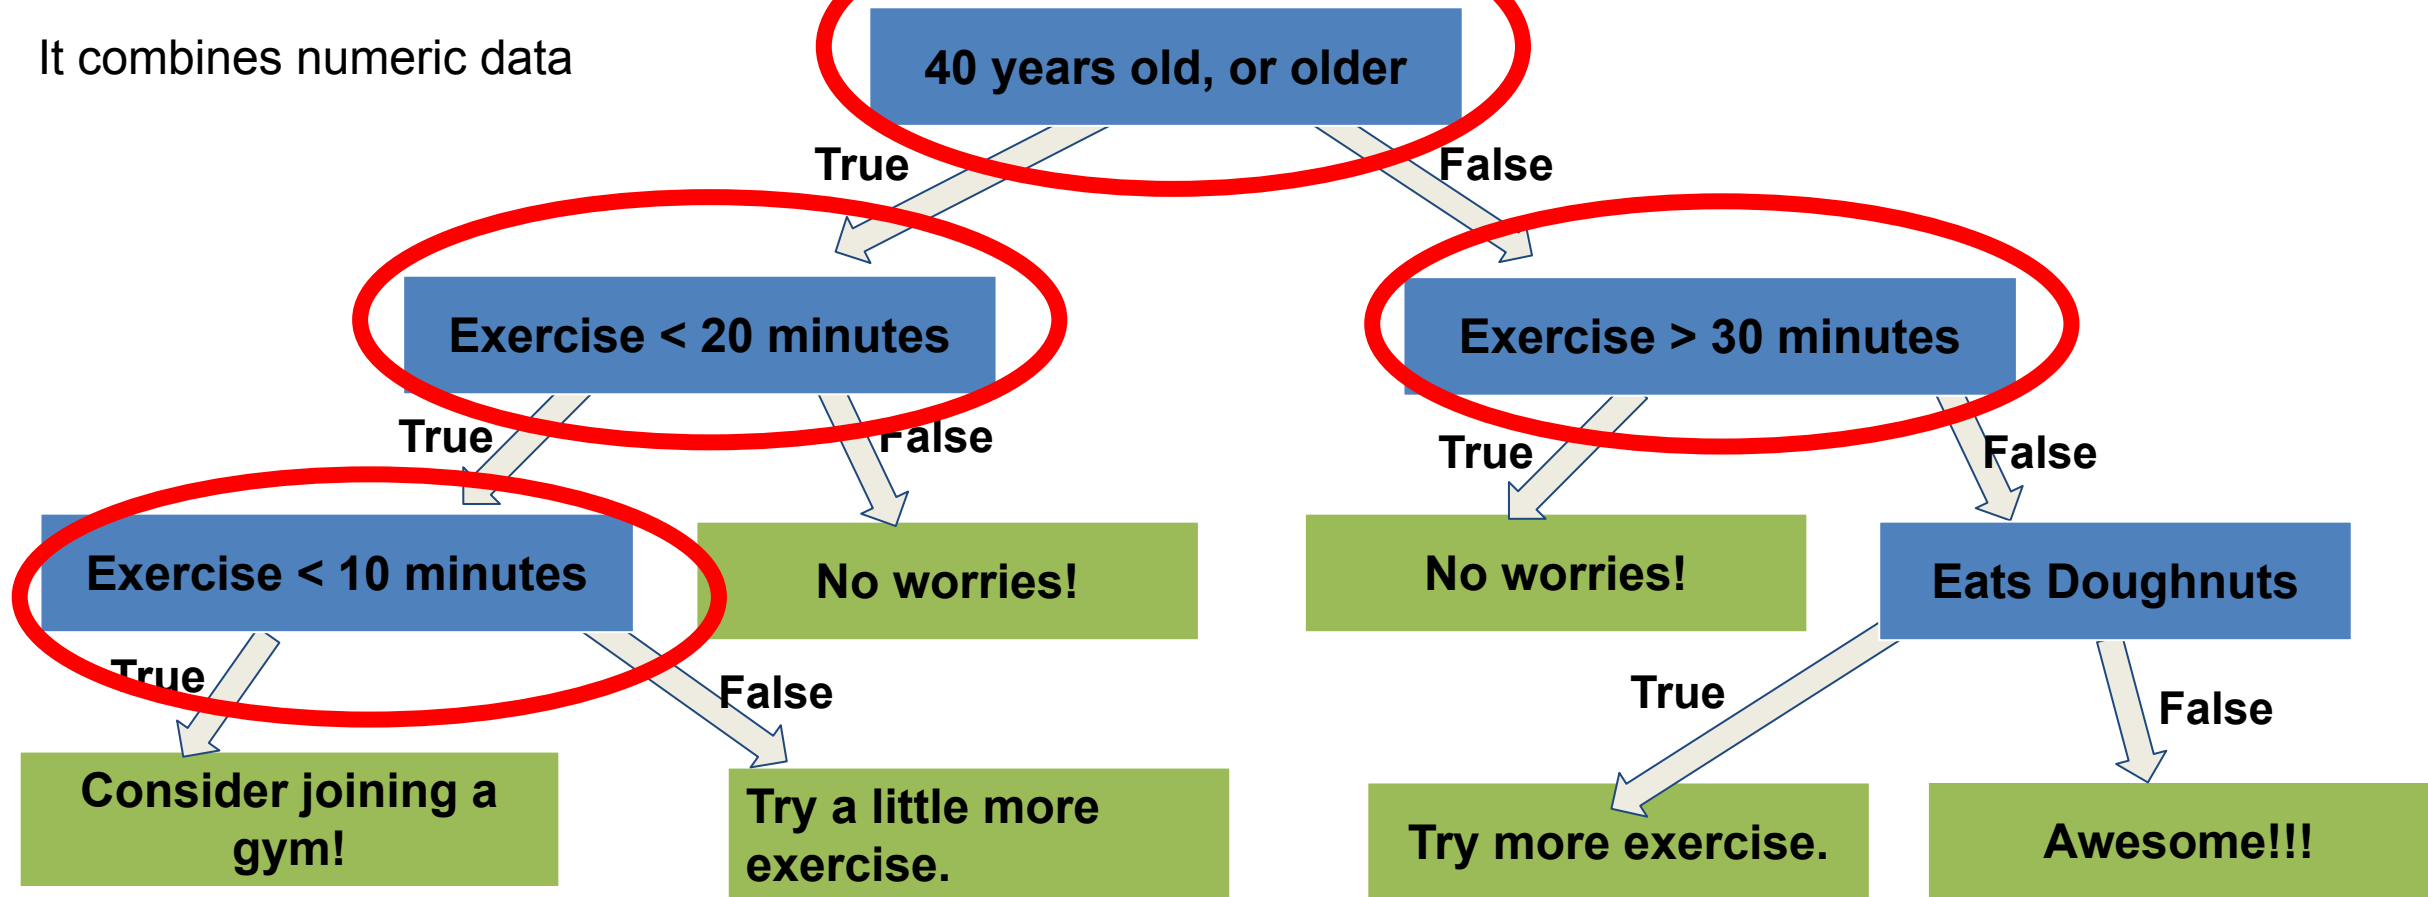 It combines numeric data
40 years old, or older
True
False
Exercise < 20 minutes
Exercise > 30 minutes
True
False
True
False
Exercise < 10 minutes
No worries!
No worries!
Eats Doughnuts
True
False
True
False
Consider joining a
gym!
Try a little more
exercise.
Try more exercise.
Awesome!!!